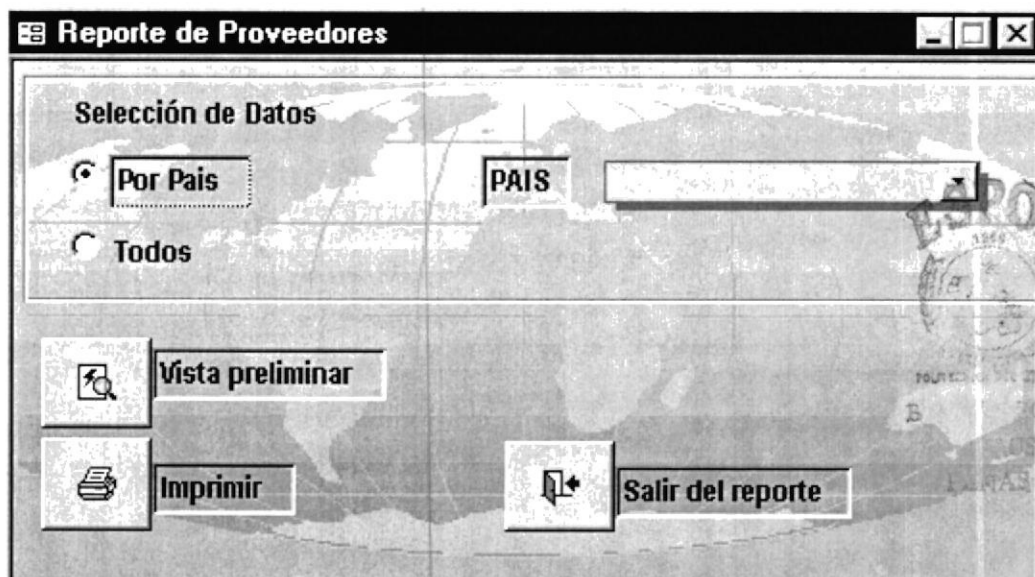 Reporte de Proveedores
Selección de Datos
Por Pais
PAIS
Todos
Vista preliminar
Imprimir
Salir del reporte